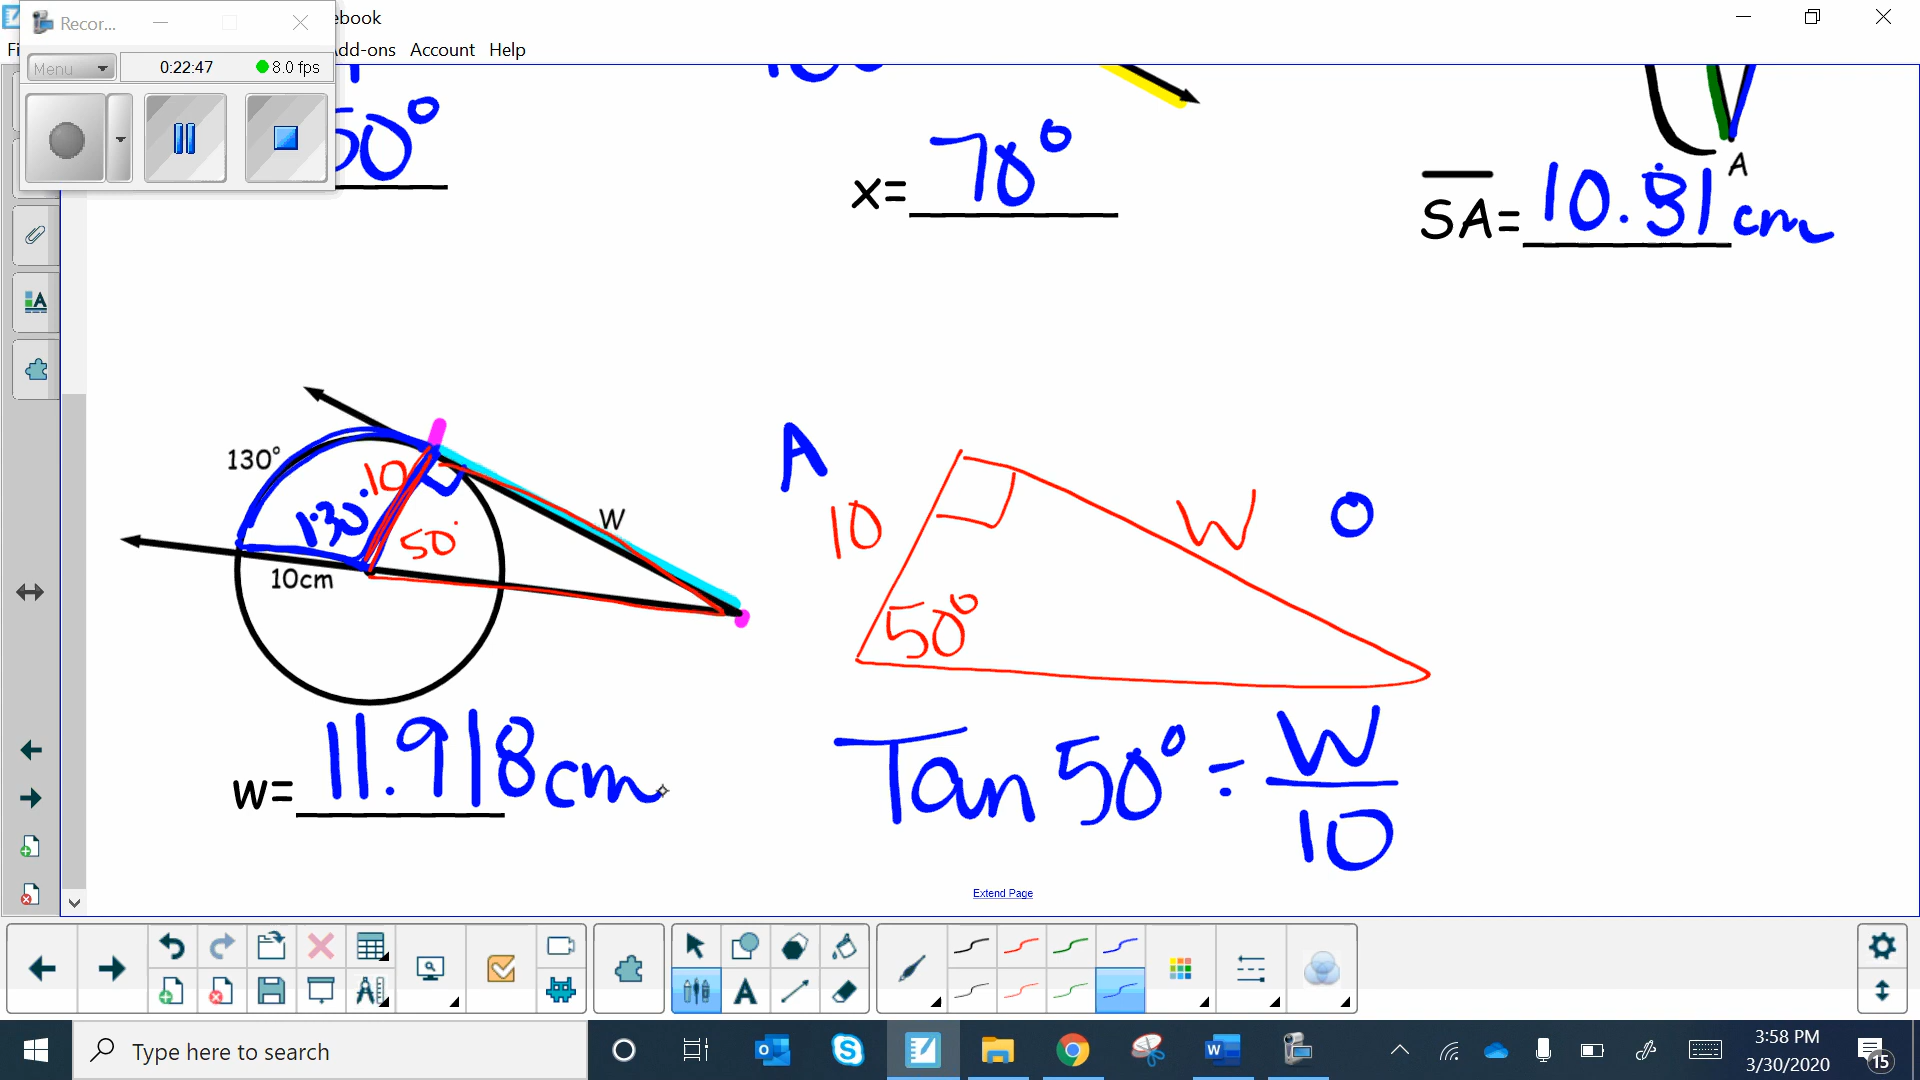 Recor...
ebook
Fi
dd-ons Account Help
Menu
0:22:47
8.0 fps
50°
x= 70°
A
SA= 10.81 cm
130°
10
130°
50°
10cm
W
A
10
W
O
50°
w= 11.918 cm
Tan 50° = W
10
Extend Page
A
Type here to search
3:58 PM
3/30/2020
15